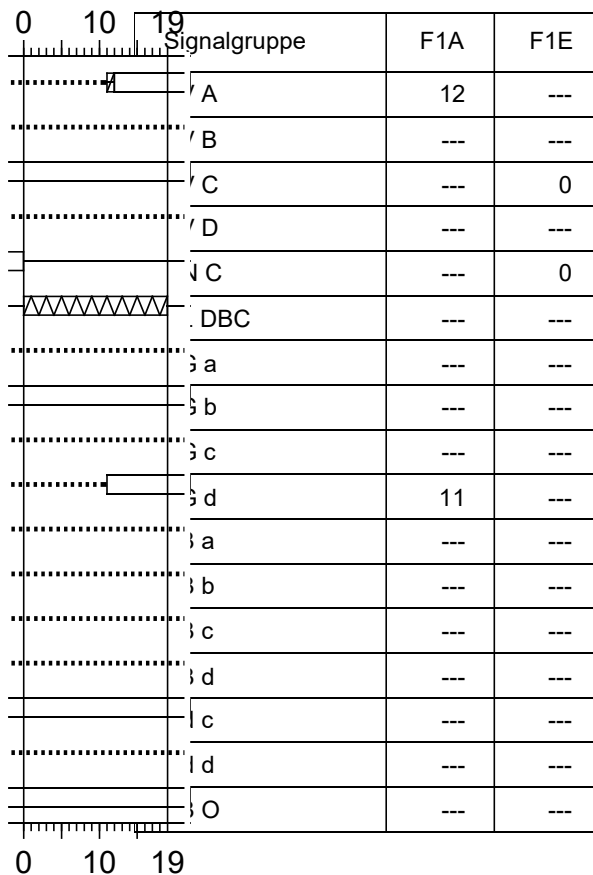 0 10 19
Signalgruppe F1A F1E
A 12 ---
B --- ---
C --- 0
D --- ---
C --- 0
DBC --- ---
a --- ---
b --- ---
c --- ---
d 11 ---
a --- ---
b --- ---
c --- ---
d --- ---
c --- ---
d --- ---
O --- ---
0 10 19